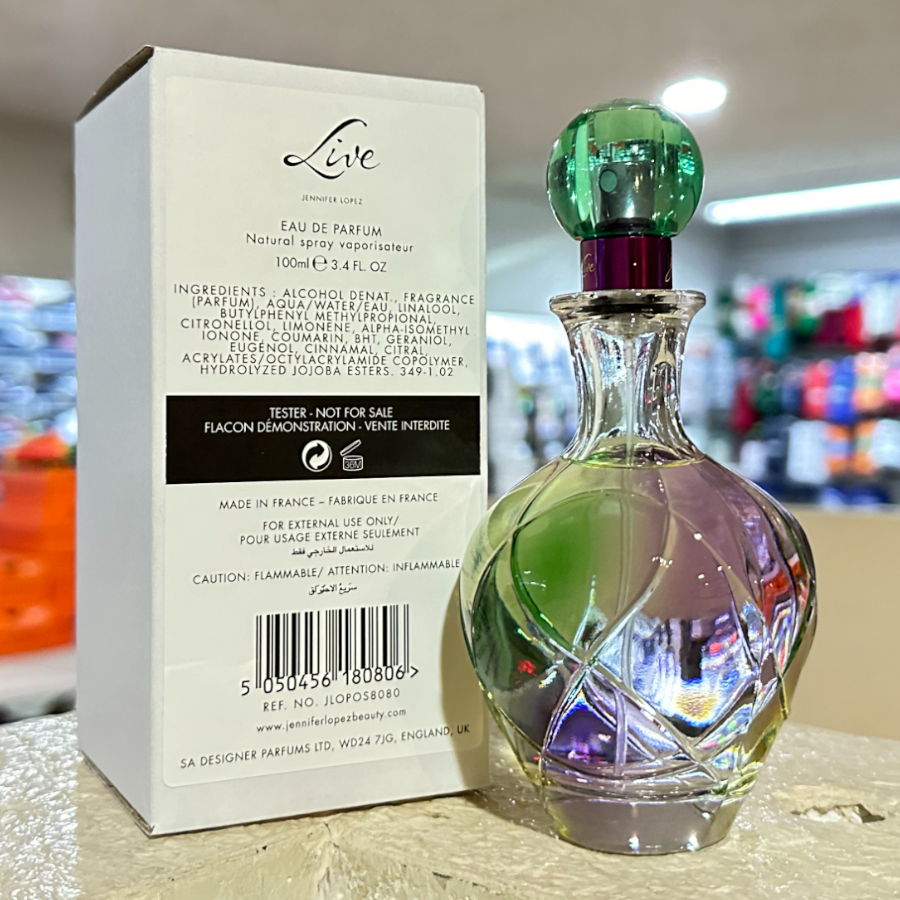 Live
JENNIFER LOPEZ
EAU DE PARFUM
Natural spray vaporisateur
100ml ℮ 3.4 FL. OZ
INGREDIENTS : ALCOHOL DENAT., FRAGRANCE
(PARFUM), AQUA/WATER/EAU, LINALOOL,
BUTYLPHENYL METHYLPROPIONAL,
CITRONELLOL, LIMONENE, ALPHA-ISOMETHYL
IONONE, COUMARIN, BHT, GERANIOL,
EUGENOL, CINNAMAL, CITRAL,
ACRYLATES/OCTYLACRYLAMIDE COPOLYMER,
HYDROLYZED JOJOBA ESTERS. 349-1.02
TESTER - NOT FOR SALE
FLACON DÉMONSTRATION - VENTE INTERDITE
36M
MADE IN FRANCE – FABRIQUE EN FRANCE
FOR EXTERNAL USE ONLY/
POUR USAGE EXTERNE SEULEMENT
للاستعمال الخارجي فقط
CAUTION: FLAMMABLE/ ATTENTION: INFLAMMABLE
سريع الاحتراق
5 050456 180806 >
REF. NO. JLOPOS8080
www.jenniferlopezbeauty.com
SA DESIGNER PARFUMS LTD, WD24 7JG, ENGLAND, UK